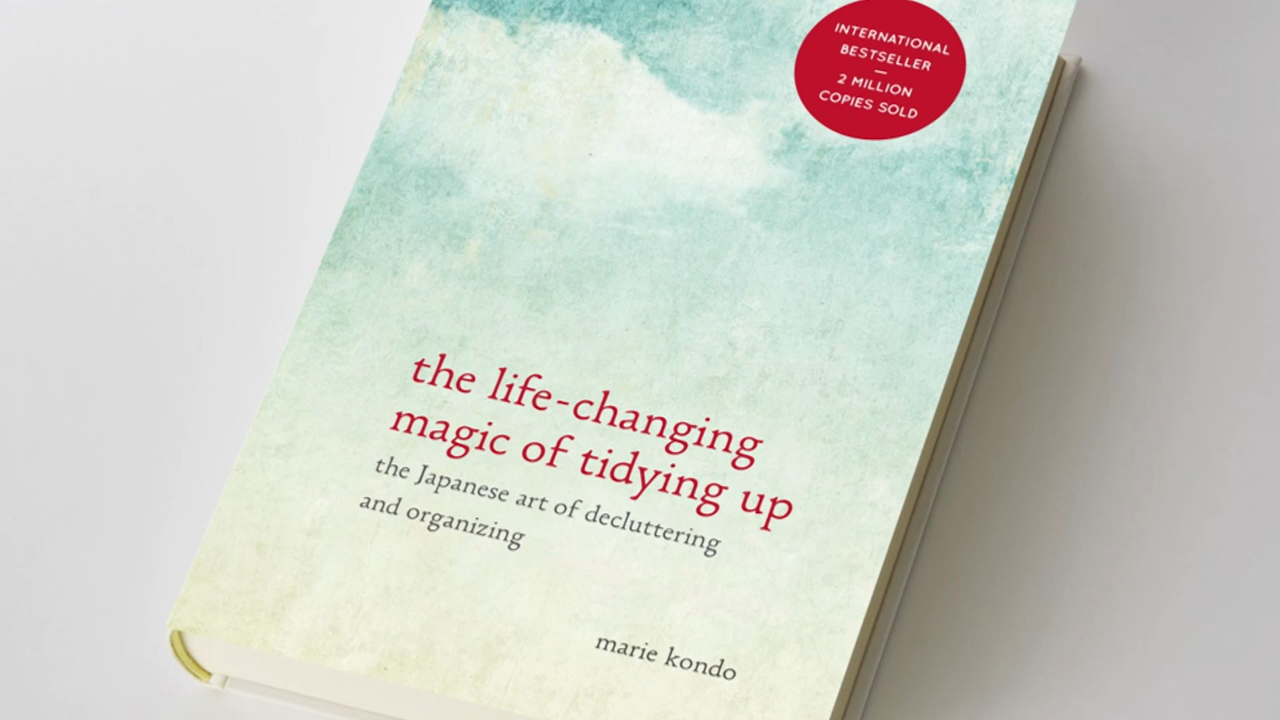 INTERNATIONAL
BESTSELLER
—
2 MILLION
COPIES SOLD
the life-changing
magic of tidying up
the Japanese art of decluttering
and organizing
marie kondo